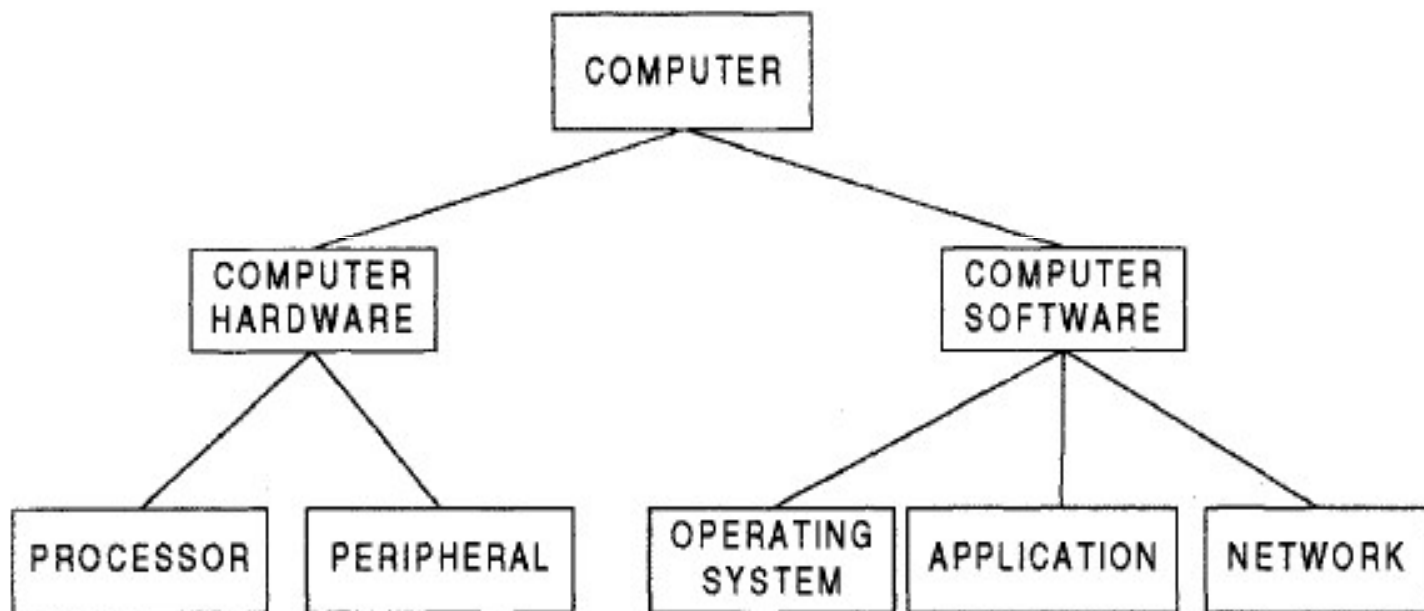 COMPUTER
COMPUTER
HARDWARE
COMPUTER
SOFTWARE
PROCESSOR
PERIPHERAL
OPERATING
SYSTEM
APPLICATION
NETWORK